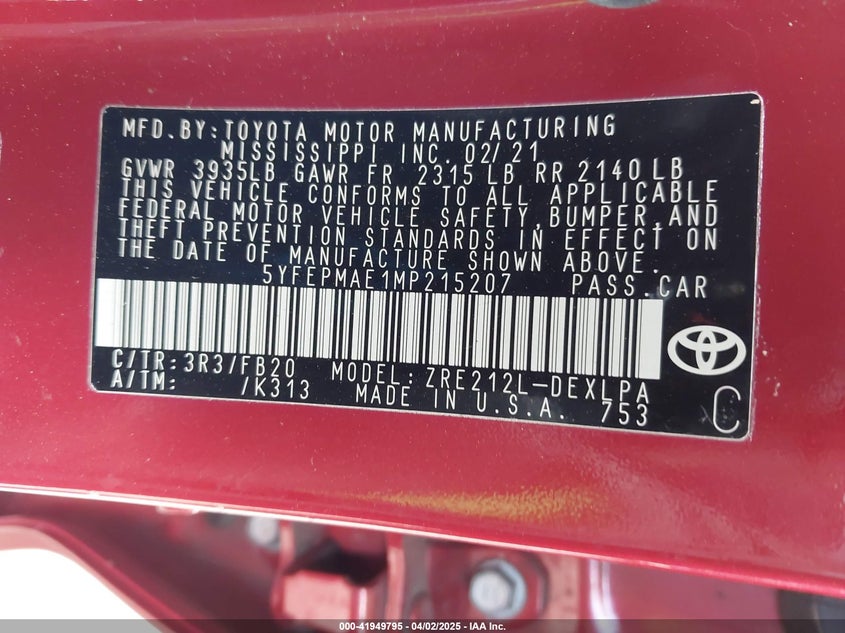 MFD.BY:TOYOTA MOTOR MANUFACTURING
MISSISSIPPI, INC. 02/21
GVWR 3935LB GAWR FR 2315 LB RR 2140 LB
THIS VEHICLE CONFORMS TO ALL APPLICABLE
FEDERAL MOTOR VEHICLE SAFETY, BUMPER, AND
THEFT PREVENTION STANDARDS IN EFFECT ON
THE DATE OF MANUFACTURE SHOWN ABOVE.
5YFEPMAE1MP215207 PASS.CAR
C/TR:3R3/FB20 MODEL:ZRE212L-DEXLPA
A/TM: /K313 MADE IN U.S.A. 753
C
000-41949795 - 04/02/2025 - IAA Inc.